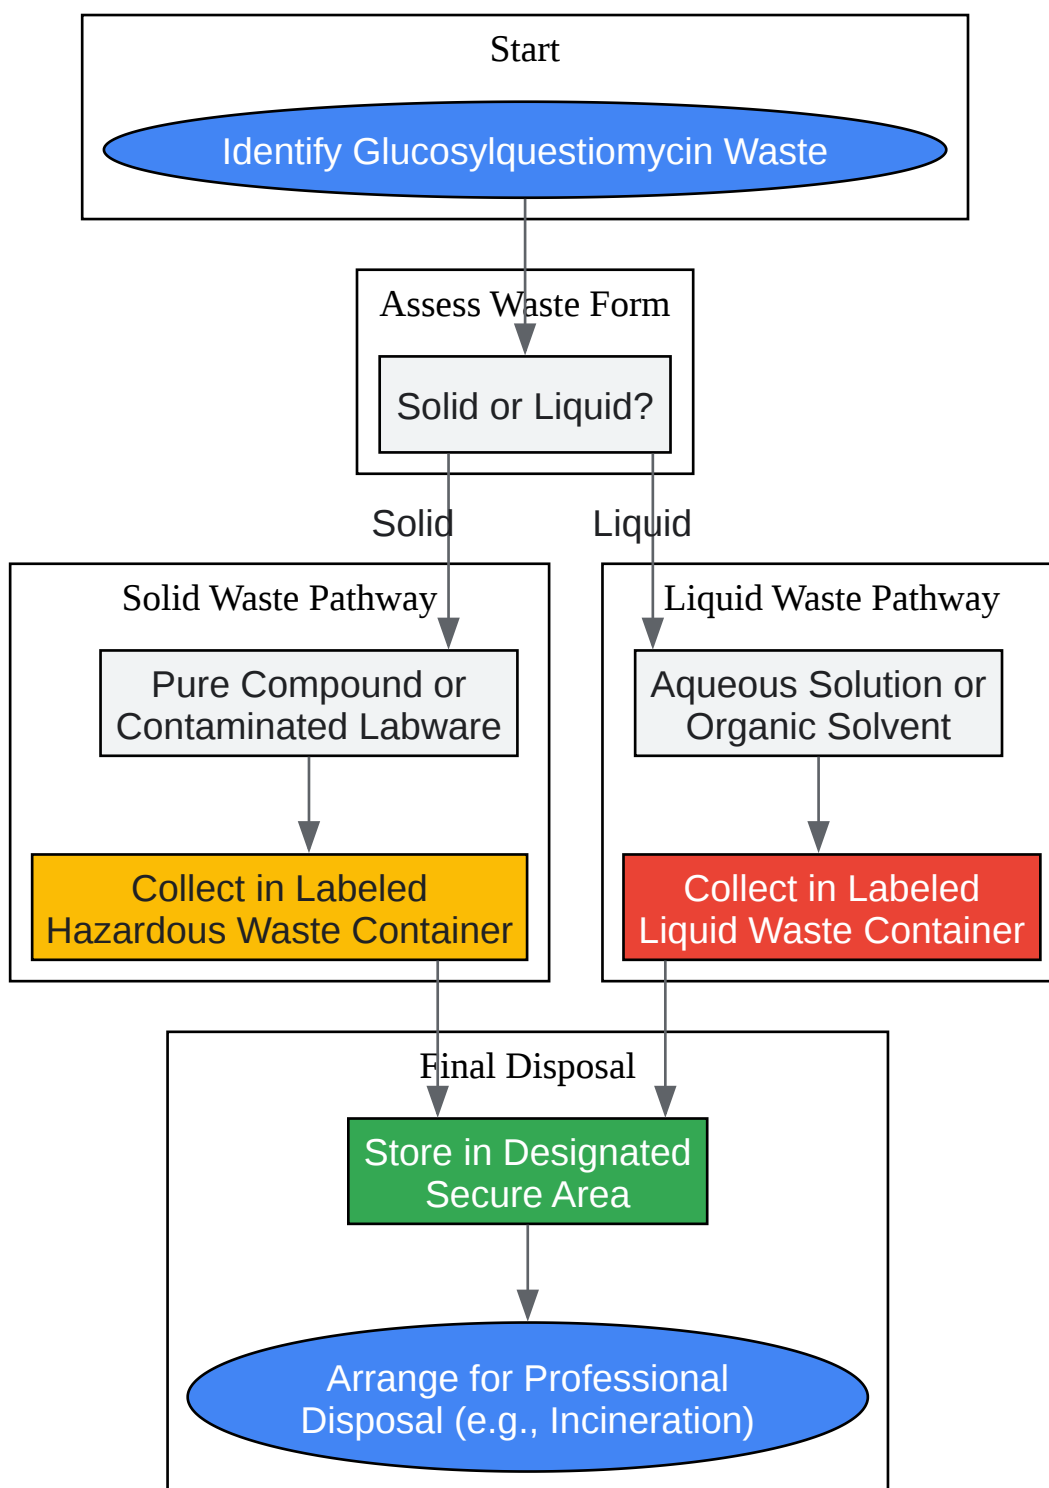 Start
Identify Glucosylquestiomycin Waste
Assess Waste Form
Solid or Liquid?
Solid
Liquid
Solid Waste Pathway
Pure Compound or
Contaminated Labware
Collect in Labeled
Hazardous Waste Container
Liquid Waste Pathway
Aqueous Solution or
Organic Solvent
Collect in Labeled
Liquid Waste Container
Final Disposal
Store in Designated
Secure Area
Arrange for Professional
Disposal (e.g., Incineration)